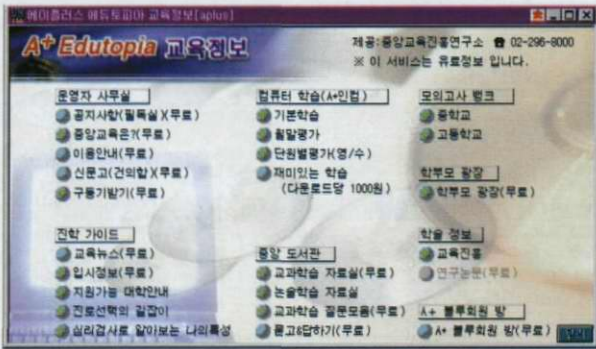 에이플러스 에듀토피아 교육정보[aplus]
A+ Edutopia 교육정보
제공:중앙교육진흥연구소 ☎ 02-296-8000
※ 이 서비스는 유료정보 입니다.
운영자 사무실
공지사항(필독실)(무료)
중앙교육은?(무료)
이용안내(무료)
신문고(건의함)(무료)
구동기받기(무료)
진학 가이드
교육뉴스(무료)
입시정보(무료)
지원가능 대학안내
진로선택의 길잡이
심리검사로 알아보는 나의특성
컴퓨터 학습(A+인컴)
기본학습
월말평가
단원별평가(영/수)
재미있는 학습
(다운로드당 1000원)
중앙 도서관
교과학습 자료실(무료)
논술학습 자료실
교과학습 질문모음(무료)
묻고&답하기(무료)
모의고사 뱅크
중학교
고등학교
학부모 광장
학부모 광장(무료)
학술 정보
교육진흥
연구논문(무료)
A+ 블루회원 방
A+ 블루회원 방(무료)